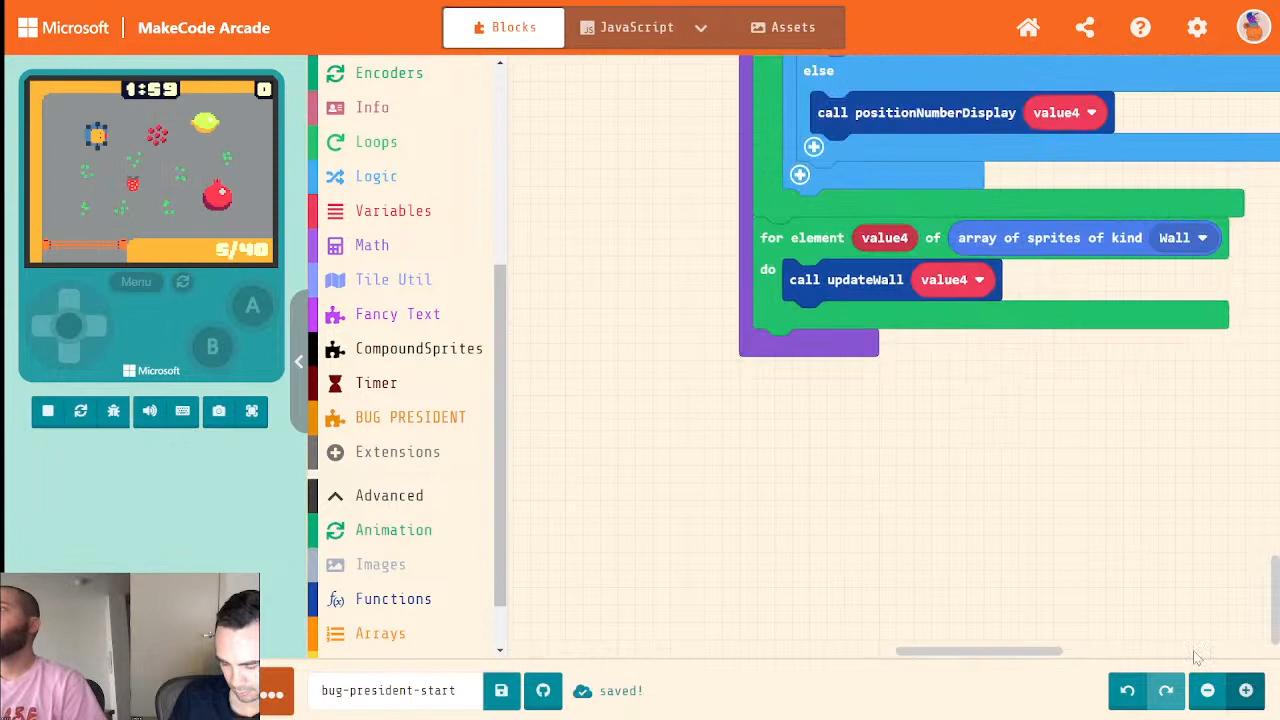 Microsoft
MakeCode Arcade
Blocks
JavaScript
Assets
1:59
0
5/40
Menu
A
B
Microsoft
Encoders
Info
Loops
Logic
Variables
Math
Tile Util
Fancy Text
CompoundSprites
Timer
BUG PRESIDENT
Extensions
Advanced
Animation
Images
Functions
Arrays
else
call positionNumberDisplay value4
for element value4 of array of sprites of kind Wall
do
call updateWall value4
bug-president-start
saved!